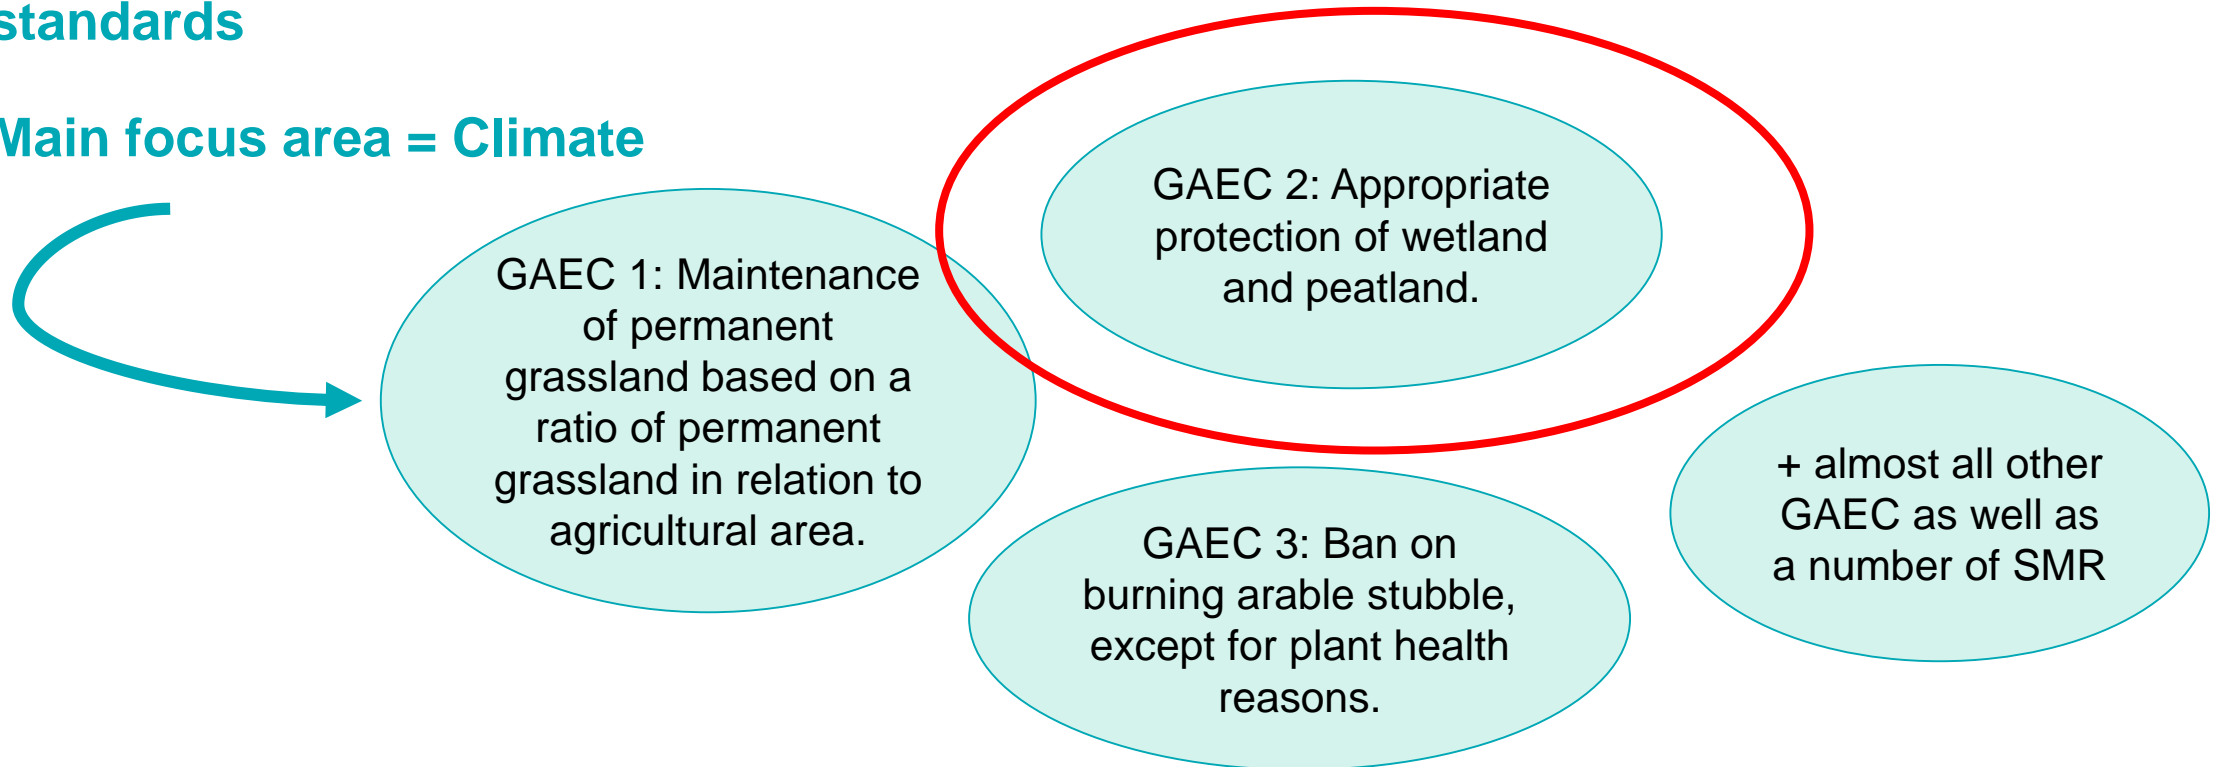 standards
Main focus area = Climate
GAEC 1: Maintenance
of permanent
grassland based on a
ratio of permanent
grassland in relation to
agricultural area.
GAEC 2: Appropriate
protection of wetland
and peatland.
GAEC 3: Ban on
burning arable stubble,
except for plant health
reasons.
+ almost all other
GAEC as well as
a number of SMR